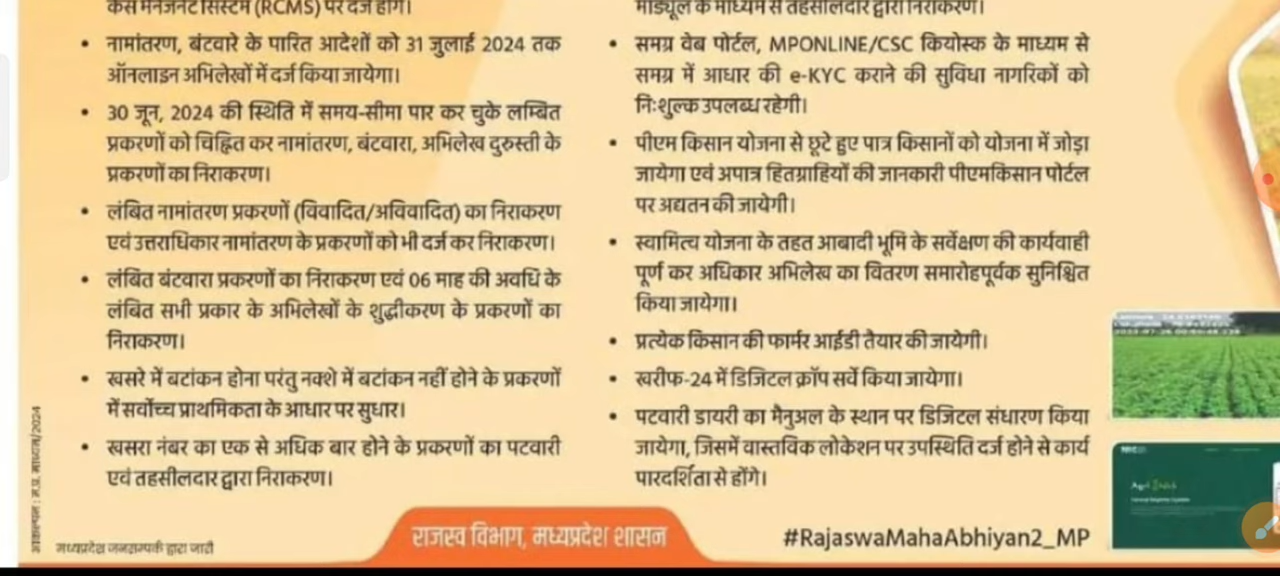 केस मैनेजमेंट सिस्टम (RCMS) पर दर्ज होंगे।
• नामांतरण, बंटवारे के पारित आदेशों को 31 जुलाई 2024 तक
ऑनलाइन अभिलेखों में दर्ज किया जायेगा।
• 30 जून, 2024 की स्थिति में समय-सीमा पार कर चुके लम्बित
प्रकरणों को चिह्नित कर नामांतरण, बंटवारा, अभिलेख दुरुस्ती के
प्रकरणों का निराकरण।
• लंबित नामांतरण प्रकरणों (विवादित/अविवादित) का निराकरण
एवं उत्तराधिकार नामांतरण के प्रकरणों को भी दर्ज कर निराकरण।
• लंबित बंटवारा प्रकरणों का निराकरण एवं 06 माह की अवधि के
लंबित सभी प्रकार के अभिलेखों के शुद्धीकरण के प्रकरणों का
निराकरण।
• खसरे में बटांकन होना परंतु नक्शे में बटांकन नहीं होने के प्रकरणों
में सर्वोच्च प्राथमिकता के आधार पर सुधार।
• खसरा नंबर का एक से अधिक बार होने के प्रकरणों का पटवारी
एवं तहसीलदार द्वारा निराकरण।
माड्यूल के माध्यम से तहसीलदार द्वारा निराकरण।
• समग्र वेब पोर्टल, MPONLINE/CSC कियोस्क के माध्यम से
समग्र में आधार की e-KYC कराने की सुविधा नागरिकों को
निःशुल्क उपलब्ध रहेगी।
• पीएम किसान योजना से छूटे हुए पात्र किसानों को योजना में जोड़ा
जायेगा एवं अपात्र हितग्राहियों की जानकारी पीएमकिसान पोर्टल
पर अद्यतन की जायेगी।
• स्वामित्व योजना के तहत आबादी भूमि के सर्वेक्षण की कार्यवाही
पूर्ण कर अधिकार अभिलेख का वितरण समारोहपूर्वक सुनिश्चित
किया जायेगा।
• प्रत्येक किसान की फार्मर आईडी तैयार की जायेगी।
• खरीफ-24 में डिजिटल क्रॉप सर्वे किया जायेगा।
• पटवारी डायरी का मैनुअल के स्थान पर डिजिटल संधारण किया
जायेगा, जिसमें वास्तविक लोकेशन पर उपस्थिति दर्ज होने से कार्य
पारदर्शिता से होंगे।
आकल्पन : म.प्र. माध्यम/2024
मध्यप्रदेश जनसम्पर्क द्वारा जारी
राजस्व विभाग, मध्यप्रदेश शासन
#RajaswaMahaAbhiyan2_MP